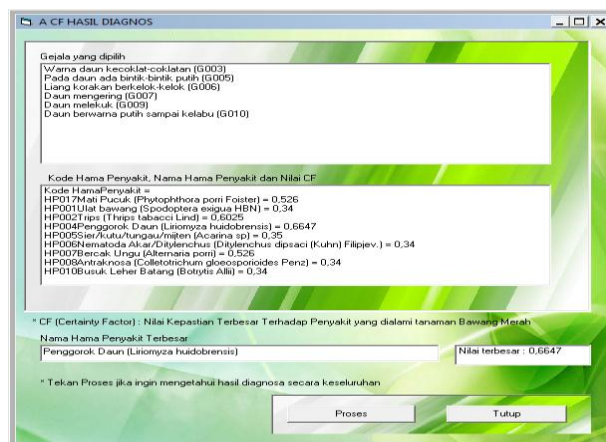 A CF HASIL DIAGNOS
Gejala yang dipilih
Warna daun kecoklat-coklatan (G003)
Pada daun ada bintik-bintik putih (G005)
Liang korakan berkelok-kelok (G006)
Daun mengering (G007)
Daun melekuk (G009)
Daun berwarna putih sampai kelabu (G010)
Kode Hama Penyakit, Nama Hama Penyakit dan Nilai CF
Kode HamaPenyakit =
HP017Mati Pucuk (Phytophthora porri Foister) = 0,526
HP001Ulat bawang (Spodoptera exigua HBN) = 0,34
HP002Trips (Thrips tabacci Lind) = 0,6025
HP004Penggorok Daun (Liriomyza huidobrensis) = 0,6647
HP005Sier/kutu/tungau/mijten (Acarina sp) = 0,35
HP006Nematoda Akar/Ditylenchus (Ditylenchus dipsaci (Kuhn) Filipjev.) = 0,34
HP007Bercak Ungu (Alternaria porri) = 0,526
HP008Antraknosa (Colletotrichum gloeosporioides Penz) = 0,34
HP010Busuk Leher Batang (Botrytis Allii) = 0,34
* CF (Certainty Factor) : Nilai Kepastian Terbesar Terhadap Penyakit yang dialami tanaman Bawang Merah
Nama Hama Penyakit Terbesar
Penggorok Daun (Liriomyza huidobrensis)
Nilai terbesar : 0,6647
* Tekan Proses jika ingin mengetahui hasil diagnosa secara keseluruhan
Proses
Tutup